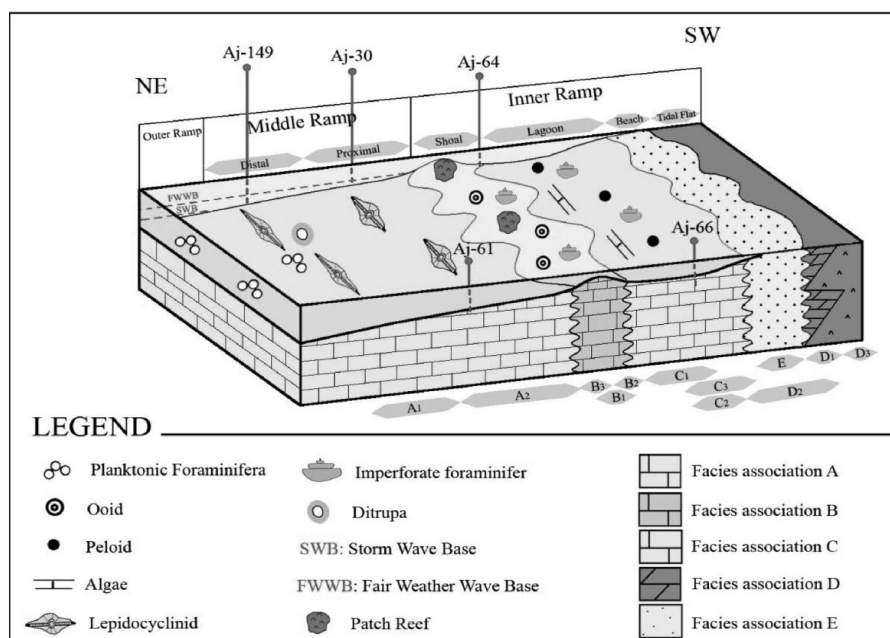 SW
Aj-149
Aj-30
Aj-64
NE
Inner Ramp
Middle Ramp
Outer Ramp
Beach
Tidal Flat
Lagoon
Shoal
Proximal
Distal
FWWB
SWB
Aj-66
Aj-61
E
D1
D3
B3
B2
C1
C3
D2
A1
A2
B1
C2
LEGEND
Planktonic Foraminifera
Imperforate foraminifer
Facies association A
Ooid
Ditrupa
Facies association B
Peloid
SWB: Storm Wave Base
Facies association C
Algae
FWWB: Fair Weather Wave Base
Facies association D
Lepidocyclinid
Patch Reef
Facies association E